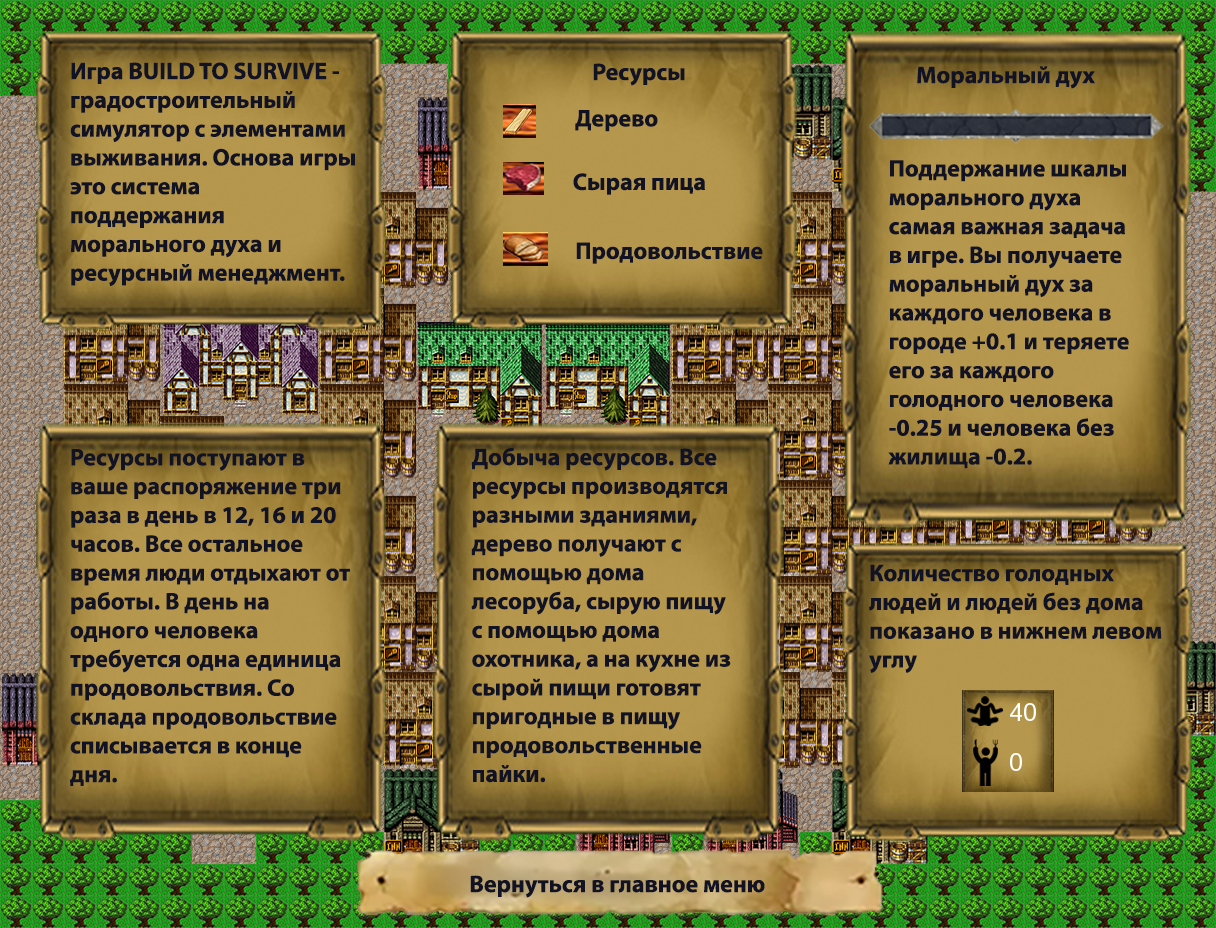 Игра BUILD TO SURVIVE -
градостроительный
симулятор с элементами
выживания. Основа игры
это система
поддержания
морального духа и
ресурсный менеджмент.
Ресурсы
Дерево
Сырая пица
Продовольствие
Моральный дух
Поддержание шкалы
морального духа
самая важная задача
в игре. Вы получаете
моральный дух за
каждого человека в
городе +0.1 и теряете
его за каждого
голодного человека
-0.25 и человека без
жилища -0.2.
Ресурсы поступают в
ваше распоряжение три
раза в день в 12, 16 и 20
часов. Все остальное
время люди отдыхают от
работы. В день на
одного человека
требуется одна единица
продовольствия. Со
склада продовольствие
списывается в конце
дня.
Добыча ресурсов. Все
ресурсы производятся
разными зданиями,
дерево получают с
помощью дома
лесоруба, сырую пищу
с помощью дома
охотника, а на кухне из
сырой пищи готовят
пригодные в пищу
продовольственные
пайки.
Количество голодных
людей и людей без дома
показано в нижнем левом
углу
40
0
Вернуться в главное меню